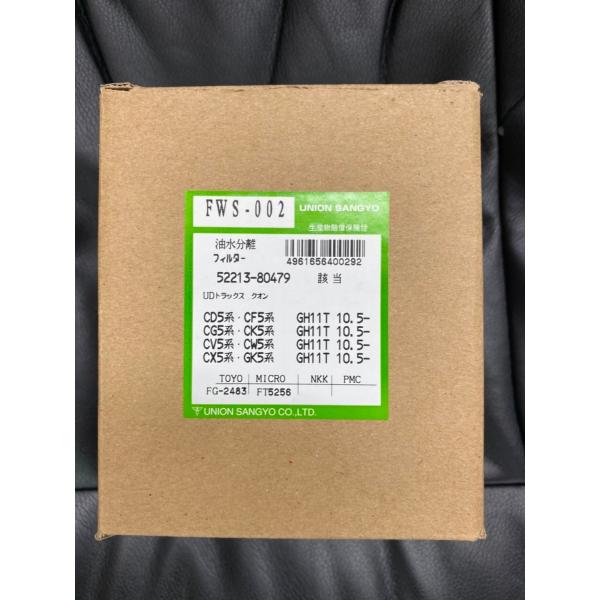 FWS-002 UNION SANGYO
生産物賠償保険付
油水分離
フィルター
4961656400292
52213-80479 該当
UDトラックス クオン
CD5系・CF5系 GH11T 10.5-
CG5系・CK5系 GH11T 10.5-
CV5系・CW5系 GH11T 10.5-
CX5系・GK5系 GH11T 10.5-
TOYO MICRO NKK PMC
FG-2483 FT5256
UNION SANGYO CO.,LTD.